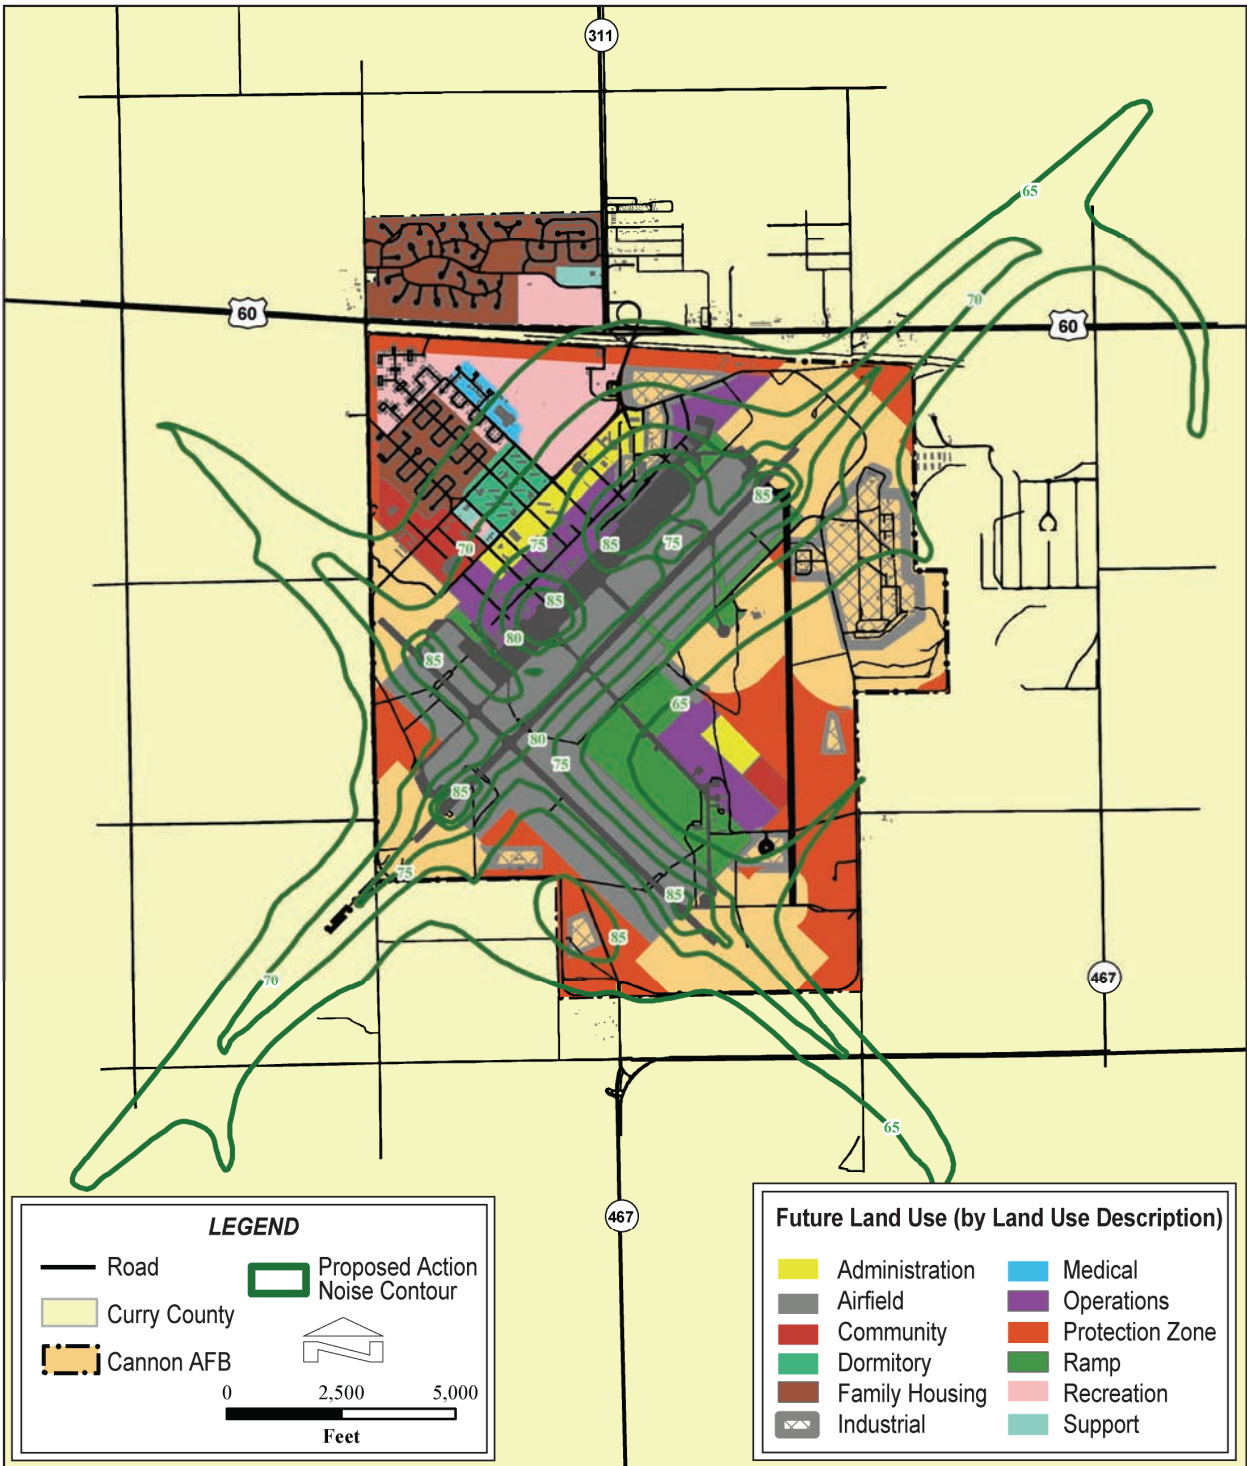 311
65
70
60
60
85
70
75
85
75
85
80
85
65
80
75
85
75
85
85
70
467
65
467
LEGEND
Road
Proposed Action
Noise Contour
Curry County
Cannon AFB
0 2,500 5,000
Feet
Future Land Use (by Land Use Description)
Administration
Airfield
Community
Dormitory
Family Housing
Industrial
Medical
Operations
Protection Zone
Ramp
Recreation
Support